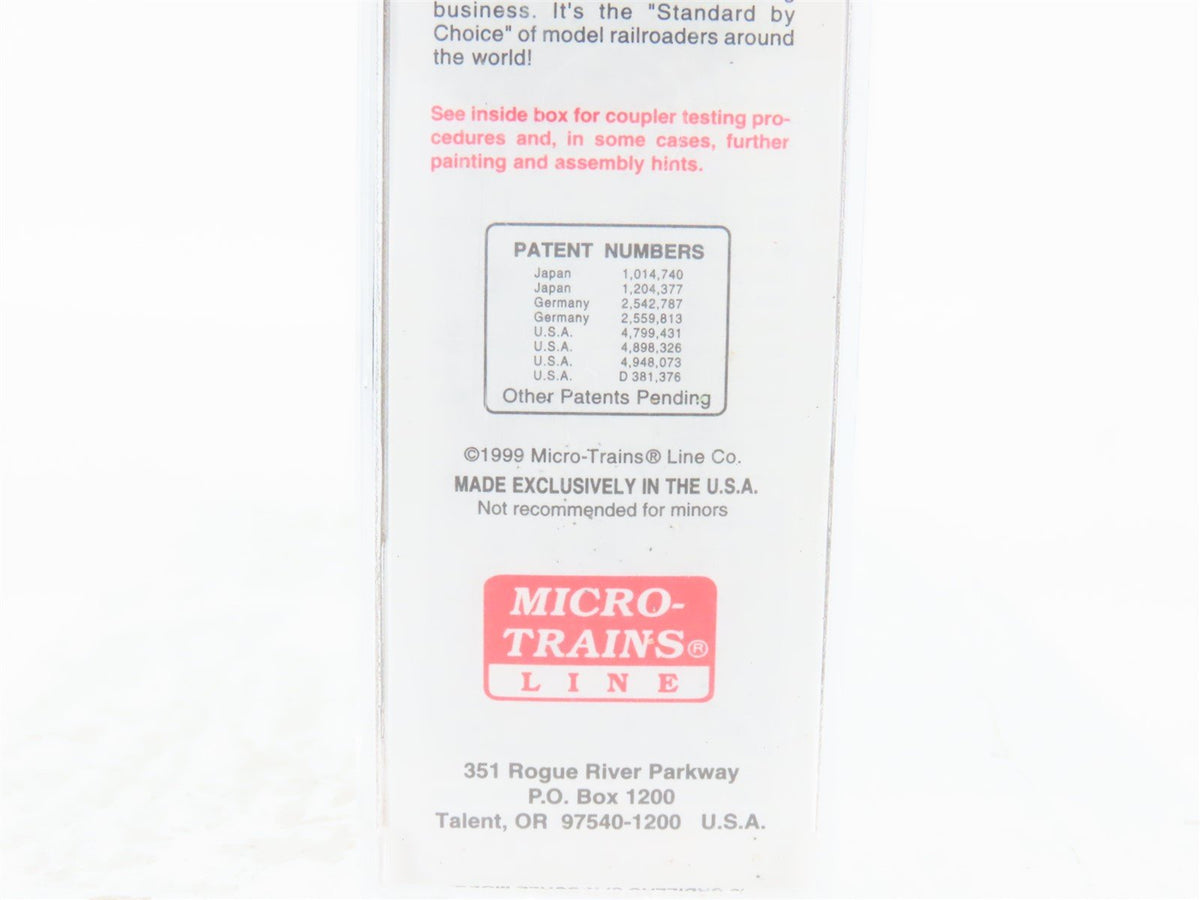 business. It's the "Standard by
Choice" of model railroaders around
the world!
See inside box for coupler testing pro-
cedures and, in some cases, further
painting and assembly hints.
PATENT NUMBERS
Japan 1,014,740
Japan 1,204,377
Germany 2,542,787
Germany 2,559,813
U.S.A. 4,799,431
U.S.A. 4,898,326
U.S.A. 4,948,073
U.S.A. D 381,376
Other Patents Pending
©1999 Micro-Trains® Line Co.
MADE EXCLUSIVELY IN THE U.S.A.
Not recommended for minors
MICRO-
TRAINS®
LINE
351 Rogue River Parkway
P.O. Box 1200
Talent, OR 97540-1200 U.S.A.